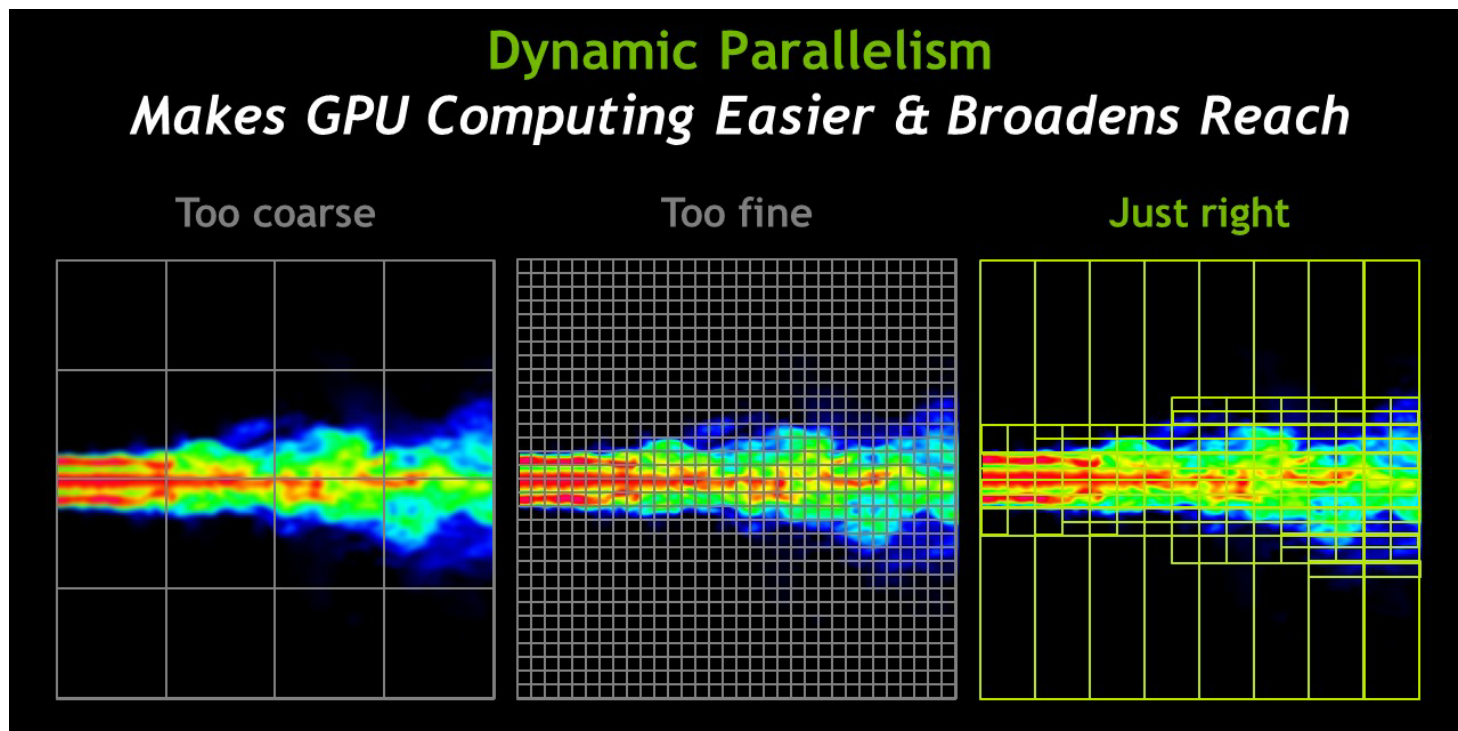 Dynamic Parallelism
Makes GPU Computing Easier & Broadens Reach
Too coarse
Too fine
Just right